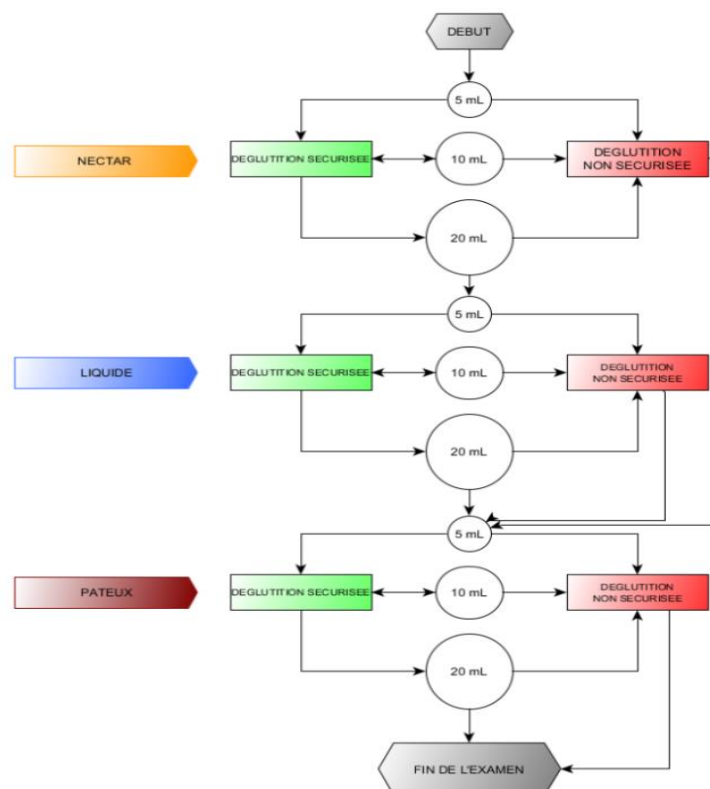 DEBUT
5 mL
NECTAR
DEGLUTITION SECURISEE
10 mL
DEGLUTITION
NON SECURISEE
20 mL
5 mL
LIQUIDE
DEGLUTITION SECURISEE
10 mL
DEGLUTITION
NON SECURISEE
20 mL
5 mL
PATEUX
DEGLUTITION SECURISEE
10 mL
DEGLUTITION
NON SECURISEE
20 mL
FIN DE L'EXAMEN